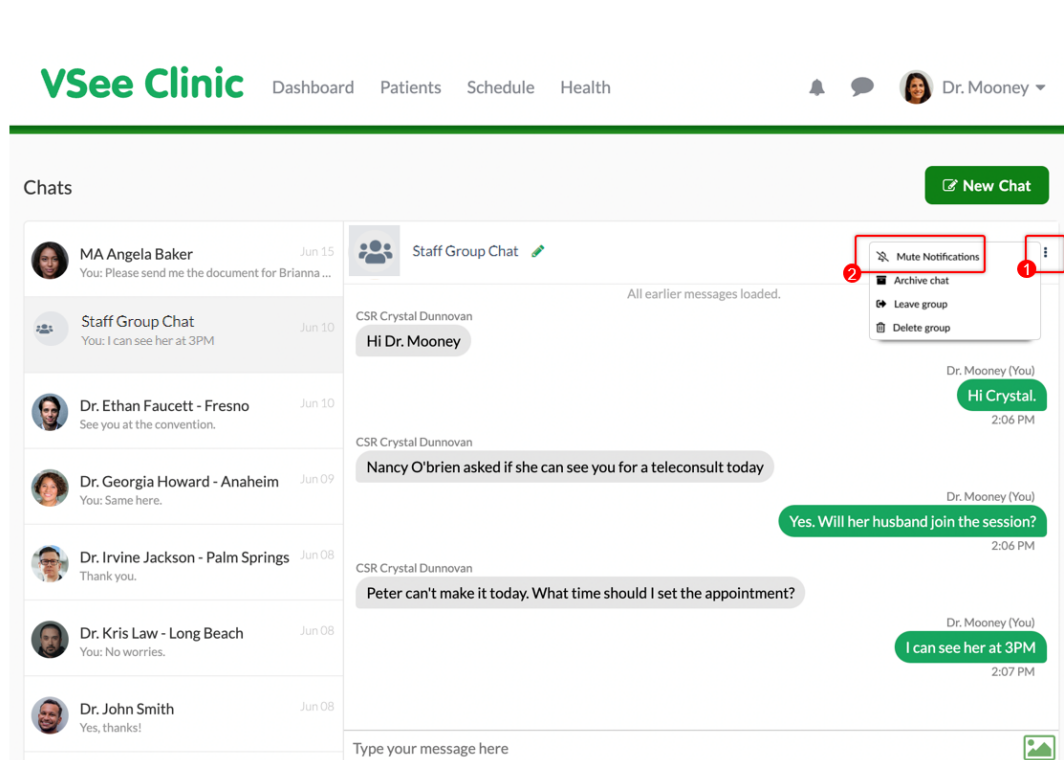 VSee Clinic Dashboard Patients Schedule Health Dr. Mooney
Chats
New Chat
MA Angela Baker Jun 15
You: Please send me the document for Brianna ...
Staff Group Chat Jun 10
You: I can see her at 3PM
Dr. Ethan Faucett - Fresno Jun 10
See you at the convention.
Dr. Georgia Howard - Anaheim Jun 09
You: Same here.
Dr. Irvine Jackson - Palm Springs Jun 08
Thank you.
Dr. Kris Law - Long Beach Jun 08
You: No worries.
Dr. John Smith Jun 08
Yes, thanks!
Staff Group Chat
1
2
Mute Notifications
Archive chat
Leave group
Delete group
All earlier messages loaded.
CSR Crystal Dunnovan
Hi Dr. Mooney
Dr. Mooney (You)
Hi Crystal.
2:06 PM
CSR Crystal Dunnovan
Nancy O'brien asked if she can see you for a teleconsult today
Dr. Mooney (You)
Yes. Will her husband join the session?
2:06 PM
CSR Crystal Dunnovan
Peter can't make it today. What time should I set the appointment?
Dr. Mooney (You)
I can see her at 3PM
2:07 PM
Type your message here